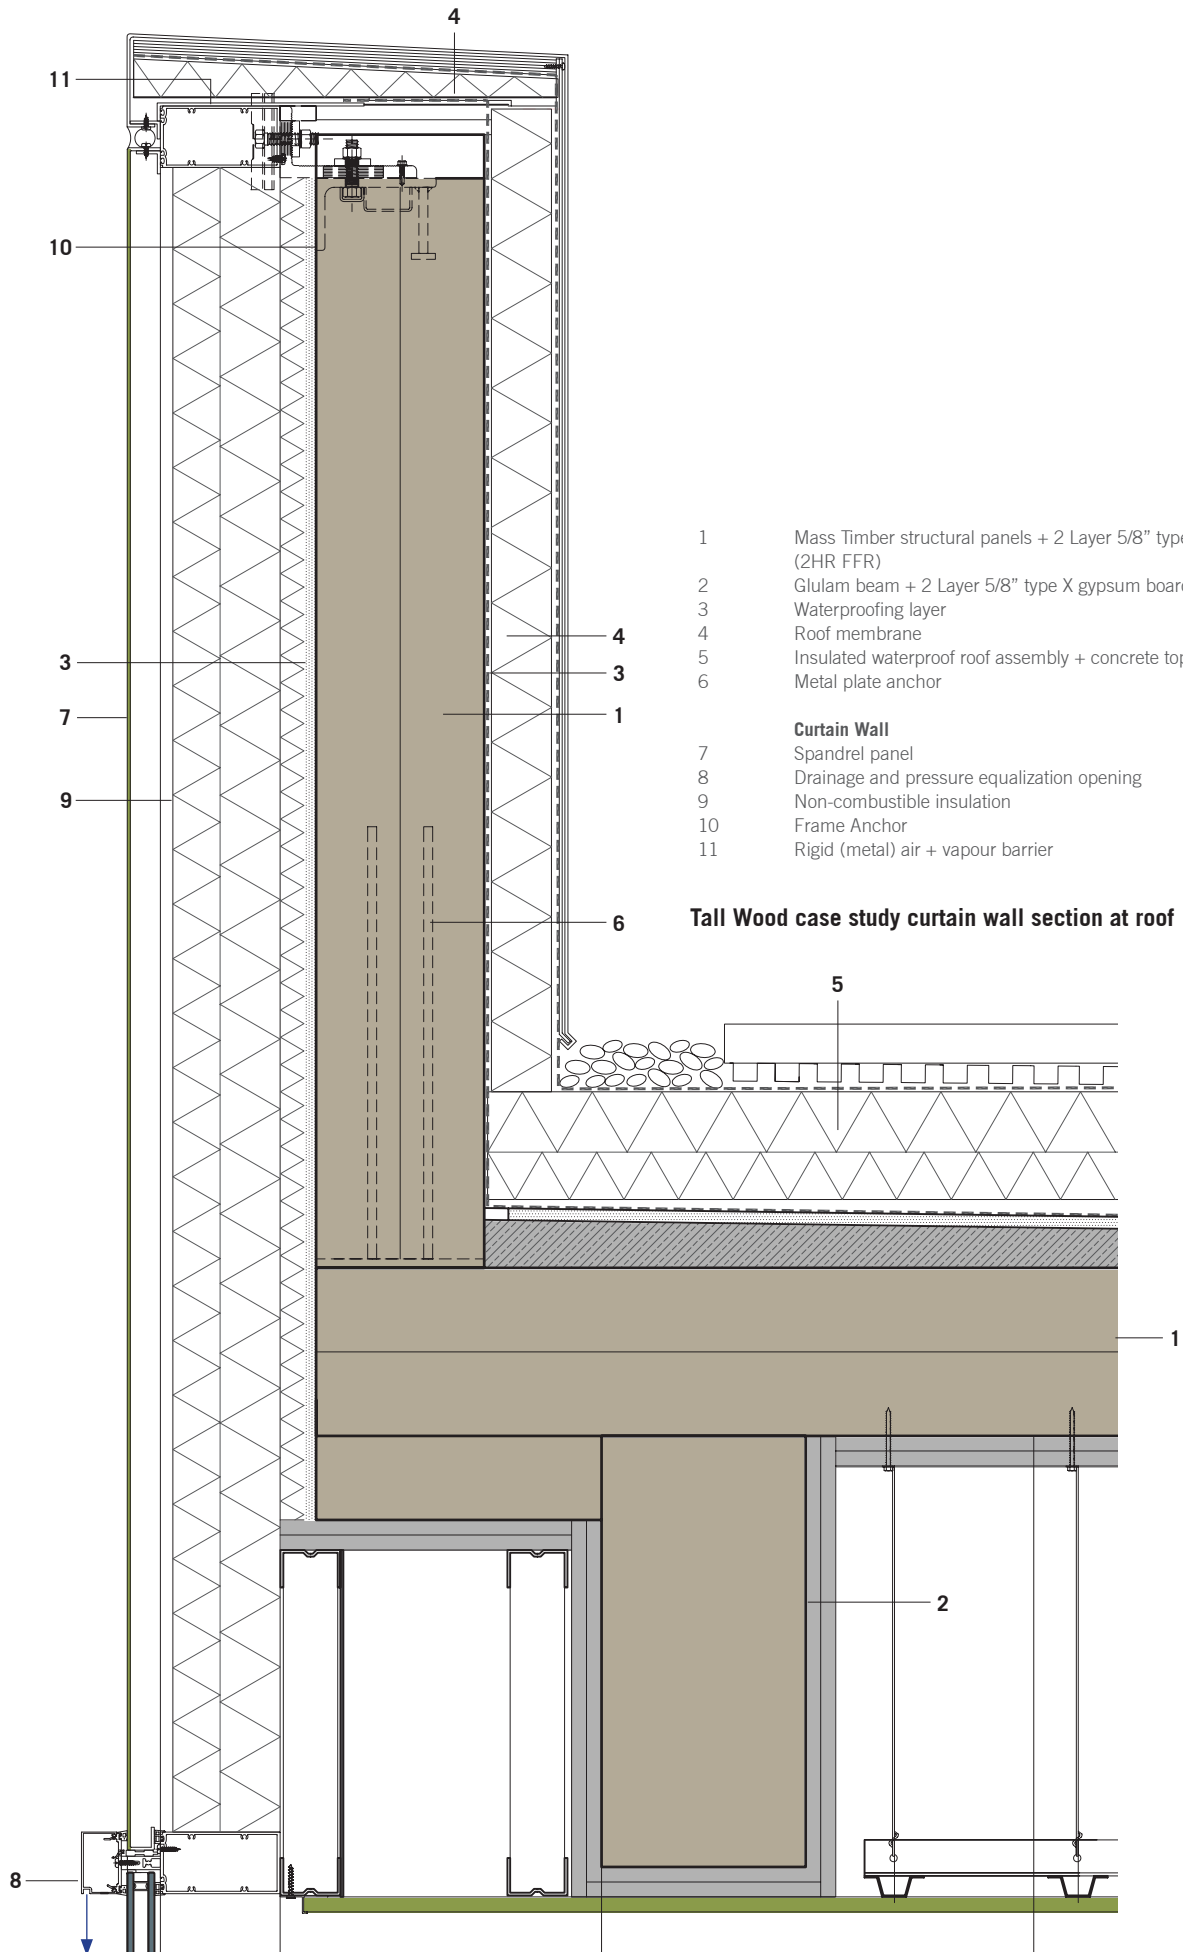 4
11
10
1 Mass Timber structural panels + 2 Layer 5/8” type
(2HR FFR)
2 Glulam beam + 2 Layer 5/8” type X gypsum board
3 Waterproofing layer
4 Roof membrane
5 Insulated waterproof roof assembly + concrete
6 Metal plate anchor
Curtain Wall
7 Spandrel panel
8 Drainage and pressure equalization opening
9 Non-combustible insulation
10 Frame Anchor
11 Rigid (metal) air + vapour barrier
4
3
3
7
1
9
6
Tall Wood case study curtain wall section at roof
5
1
2
8